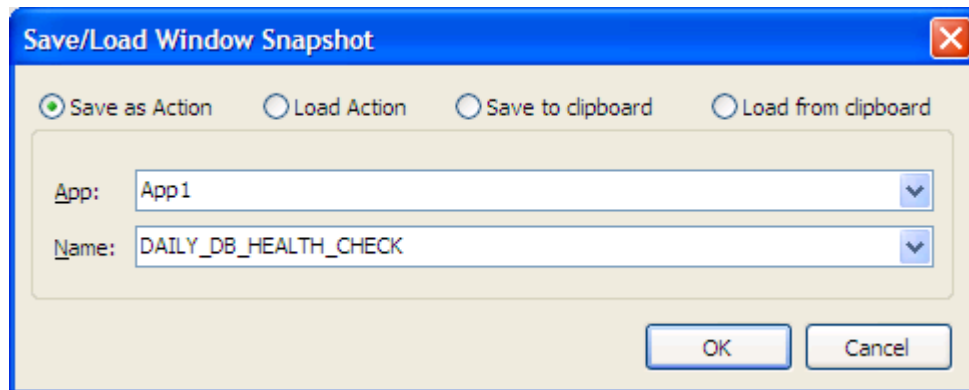 Save/Load Window Snapshot
Save as Action Load Action Save to clipboard Load from clipboard
App: App1
Name: DAILY_DB_HEALTH_CHECK
OK Cancel